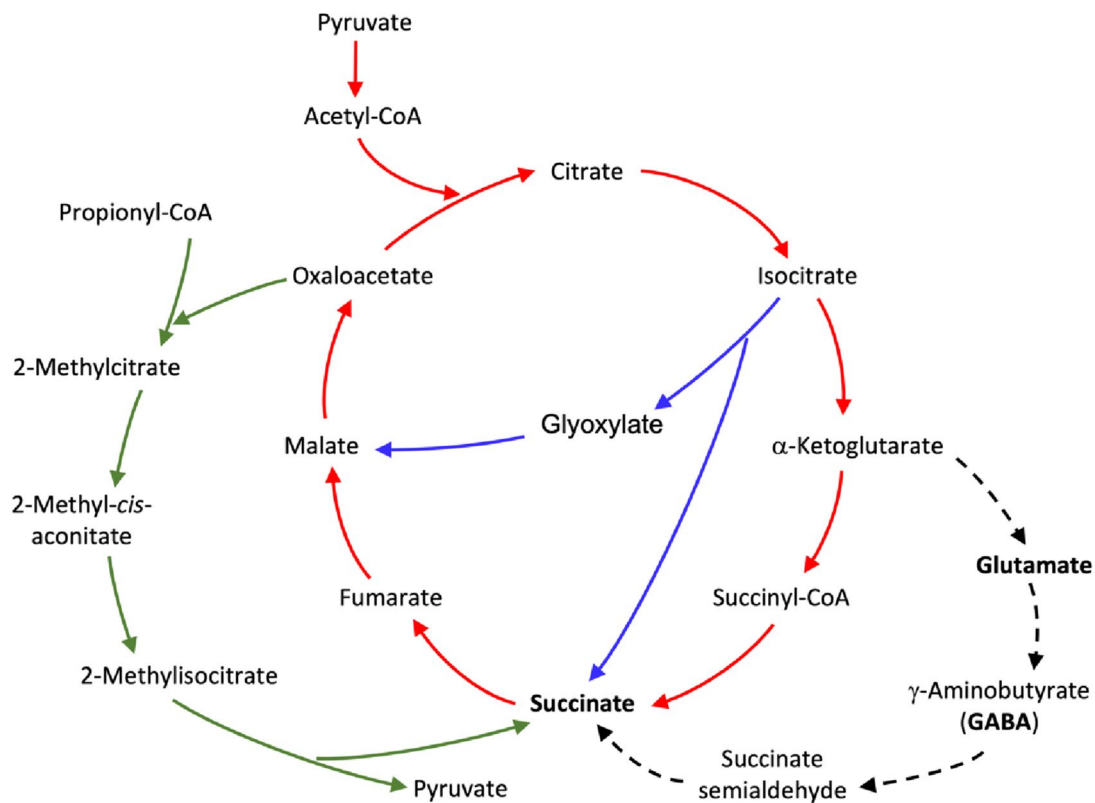 Pyruvate
Acetyl-CoA
Citrate
Propionyl-CoA
Oxaloacetate
Isocitrate
2-Methylcitrate
Glyoxylate
Malate
α-Ketoglutarate
2-Methyl-cis-
aconitate
Glutamate
Fumarate
Succinyl-CoA
2-Methylisocitrate
Succinate
γ-Aminobutyrate
(GABA)
Succinate
semialdehyde
Pyruvate